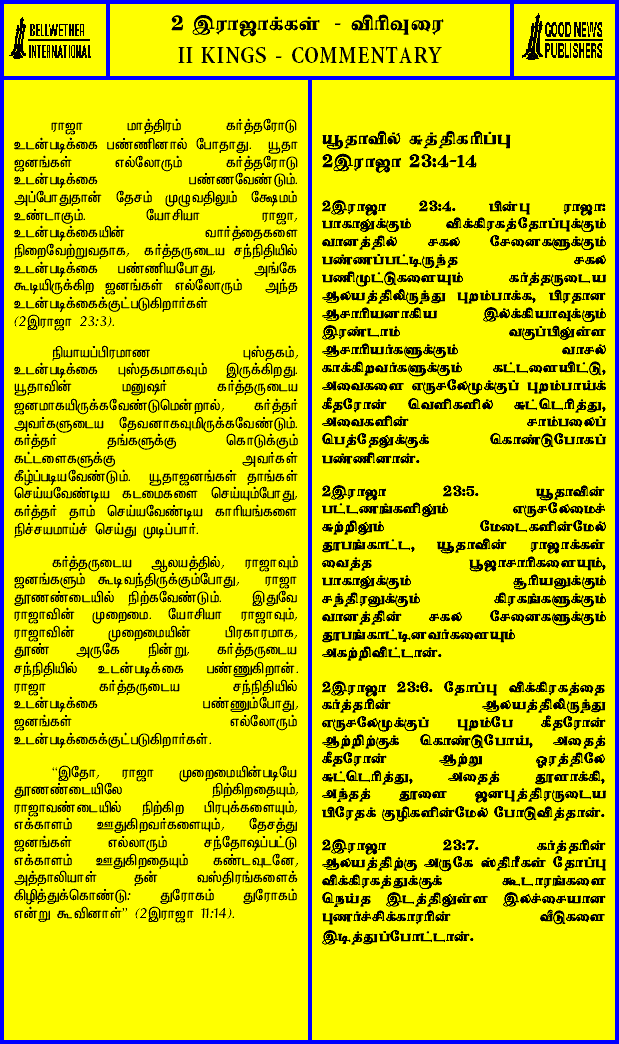 BELLWETHER
INTERNATIONAL
2 இராஜாக்கள் - விரிவுரை
II KINGS - COMMENTARY
GOOD NEWS
PUBLISHERS
ராஜா மாத்திரம் கர்த்தரோடு
உடன்படிக்கை பண்ணினால் போதாது. யூதா
ஜனங்கள் எல்லோரும் கர்த்தரோடு
உடன்படிக்கை பண்ணவேண்டும்.
அப்போதுதான் தேசம் முழுவதிலும் க்ஷேமம்
உண்டாகும். யோசியா ராஜா,
உடன்படிக்கையின் வார்த்தைகளை
நிறைவேற்றுவதாக, கர்த்தருடைய சந்நிதியில்
உடன்படிக்கை பண்ணியபோது, அங்கே
கூடியிருக்கிற ஜனங்கள் எல்லோரும் அந்த
உடன்படிக்கைக்குட்படுகிறார்கள்
(2இராஜா 23:3).
நியாயப்பிரமாண புஸ்தகம்,
உடன்படிக்கை புஸ்தகமாகவும் இருக்கிறது.
யூதாவின் மனுஷர் கர்த்தருடைய
ஜனமாகயிருக்கவேண்டுமென்றால், கர்த்தர்
அவர்களுடைய தேவனாகவுமிருக்கவேண்டும்.
கர்த்தர் தங்களுக்கு கொடுக்கும்
கட்டளைகளுக்கு அவர்கள்
கீழ்ப்படியவேண்டும். யூதாஜனங்கள் தாங்கள்
செய்யவேண்டிய கடமைகளை செய்யும்போது,
கர்த்தர் தாம் செய்யவேண்டிய காரியங்களை
நிச்சயமாய்ச் செய்து முடிப்பார்.
கர்த்தருடைய ஆலயத்தில், ராஜாவும்
ஜனங்களும் கூடிவந்திருக்கும்போது, ராஜா
தூணண்டையில் நிற்கவேண்டும். இதுவே
ராஜாவின் முறைமை. யோசியா ராஜாவும்,
ராஜாவின் முறைமையின் பிரகாரமாக,
தூண் அருகே நின்று, கர்த்தருடைய
சந்நிதியில் உடன்படிக்கை பண்ணுகிறான்.
ராஜா கர்த்தருடைய சந்நிதியில்
உடன்படிக்கை பண்ணும்போது,
ஜனங்கள் எல்லோரும்
உடன்படிக்கைக்குட்படுகிறார்கள்.
“இதோ, ராஜா முறைமையின்படியே
தூணண்டையிலே நிற்கிறதையும்,
ராஜாவண்டையில் நிற்கிற பிரபுக்களையும்,
எக்காளம் ஊதுகிறவர்களையும், தேசத்து
ஜனங்கள் எல்லாரும் சந்தோஷப்பட்டு
எக்காளம் ஊதுகிறதையும் கண்டவுடனே,
அத்தாலியாள் தன் வஸ்திரங்களைக்
கிழித்துக்கொண்டு: துரோகம் துரோகம்
என்று கூவினாள்” (2இராஜா 11:14).
யூதாவில் சுத்திகரிப்பு
2இராஜா 23:4-14
2இராஜா 23:4. பின்பு ராஜா:
பாகாலுக்கும் விக்கிரகத்தோப்புக்கும்
வானத்தில் சகல சேனைகளுக்கும்
பண்ணப்பட்டிருந்த சகல
பணிமுட்டுகளையும் கர்த்தருடைய
ஆலயத்திலிருந்து புறம்பாக்க, பிரதான
ஆசாரியனாகிய இல்க்கியாவுக்கும்
இரண்டாம் வகுப்பிலுள்ள
ஆசாரியர்களுக்கும் வாசல்
காக்கிறவர்களுக்கும் கட்டளையிட்டு,
அவைகளை எருசலேமுக்குப் புறம்பாய்க்
கீதரோன் வெளிகளில் சுட்டெரித்து,
அவைகளின் சாம்பலைப்
பெத்தேலுக்குக் கொண்டுபோகப்
பண்ணினான்.
2இராஜா 23:5. யூதாவின்
பட்டணங்களிலும் எருசலேமைச்
சுற்றிலும் மேடைகளின்மேல்
தூபங்காட்ட, யூதாவின் ராஜாக்கள்
வைத்த பூஜாசாரிகளையும்,
பாகாலுக்கும் சூரியனுக்கும்
சந்திரனுக்கும் கிரகங்களுக்கும்
வானத்தின் சகல சேனைகளுக்கும்
தூபங்காட்டினவர்களையும்
அகற்றிவிட்டான்.
2இராஜா 23:6. தோப்பு விக்கிரகத்தை
கர்த்தரின் ஆலயத்திலிருந்து
எருசலேமுக்குப் புறம்பே கீதரோன்
ஆற்றிற்குக் கொண்டுபோய், அதைத்
கீதரோன் ஆற்று ஓரத்திலே
சுட்டெரித்து, அதைத் தூளாக்கி,
அந்தத் தூளை ஜனபுத்திரருடைய
பிரேதக் குழிகளின்மேல் போடுவித்தான்.
2இராஜா 23:7. கர்த்தரின்
ஆலயத்திற்கு அருகே ஸ்திரீகள் தோப்பு
விக்கிரகத்துக்குக் கூடாரங்களை
நெய்த இடத்திலுள்ள இலச்சையான
புணர்ச்சிக்காரரின் வீடுகளை
இடித்துப்போட்டான்.